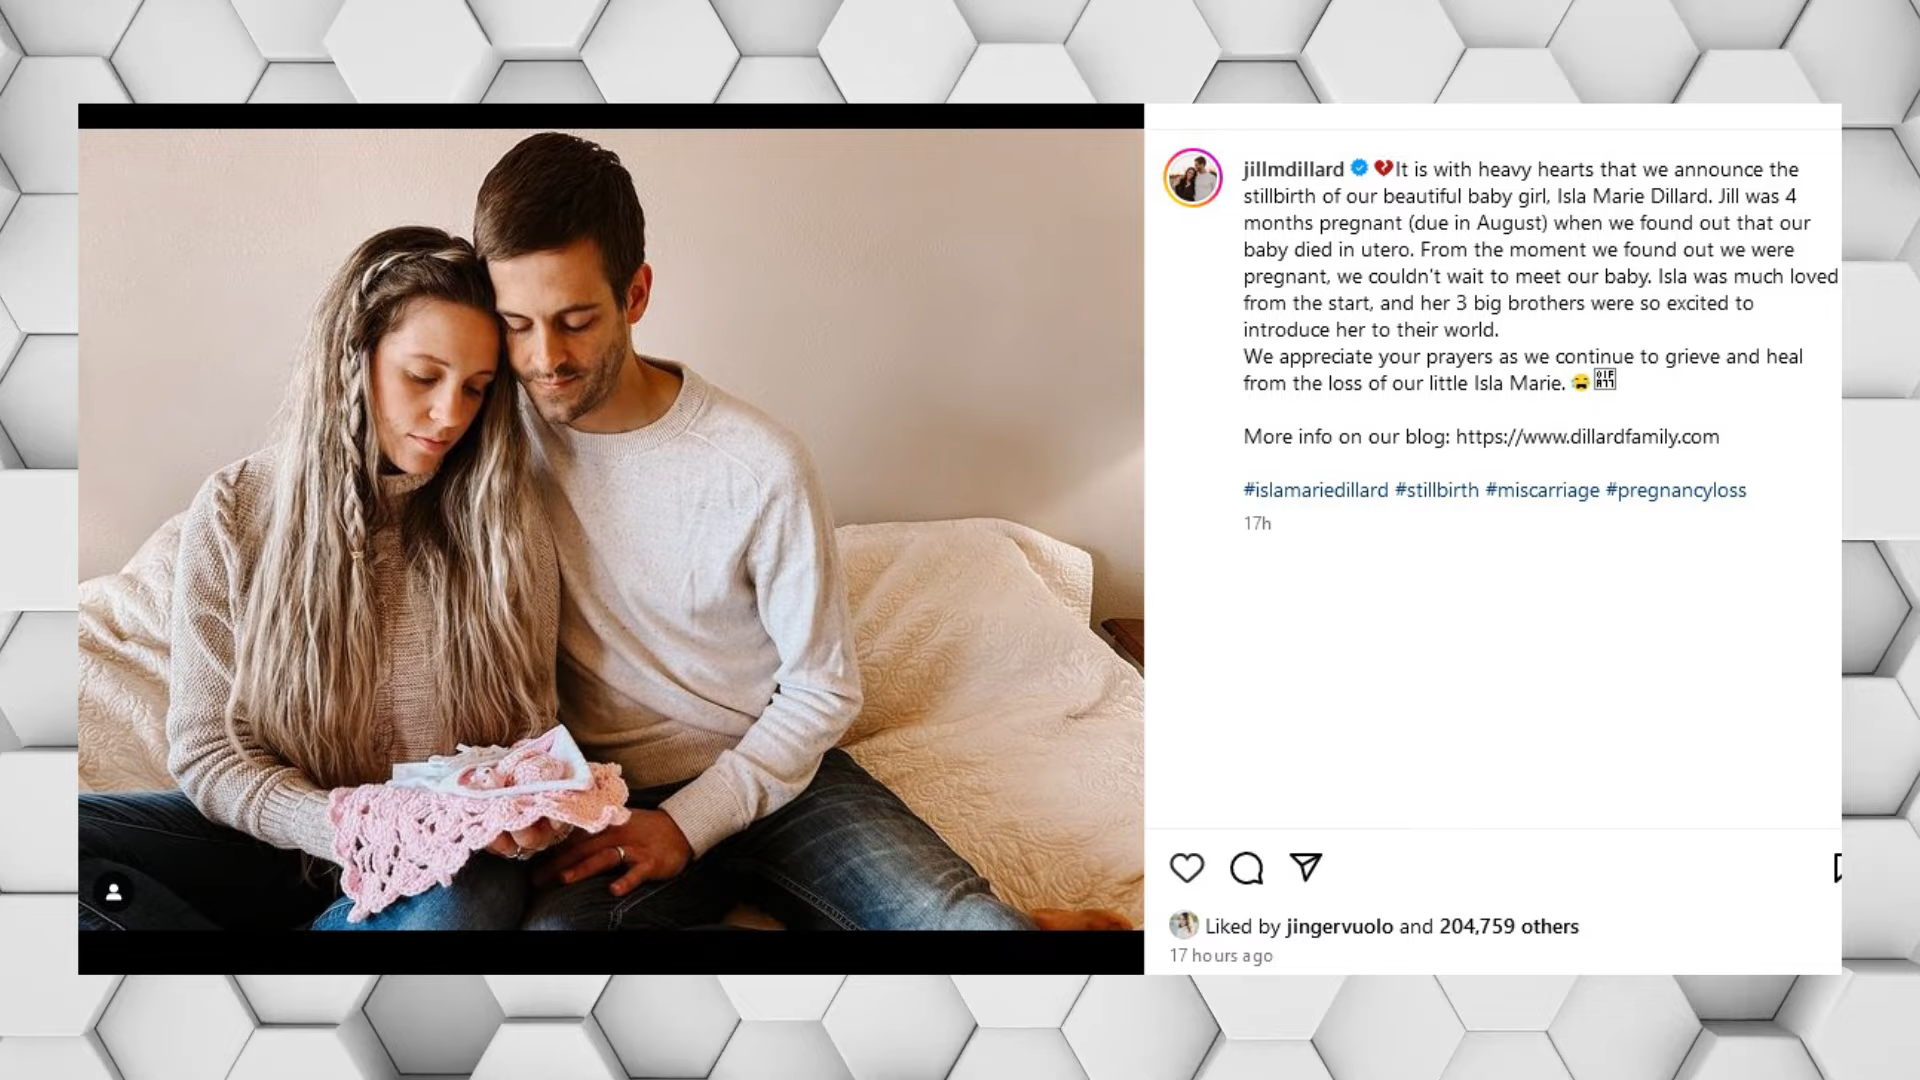 jillmdillard 💔It is with heavy hearts that we announce the
stillbirth of our beautiful baby girl, Isla Marie Dillard. Jill was 4
months pregnant (due in August) when we found out that our
baby died in utero. From the moment we found out we were
pregnant, we couldn't wait to meet our baby. Isla was much loved
from the start, and her 3 big brothers were so excited to
introduce her to their world.
We appreciate your prayers as we continue to grieve and heal
from the loss of our little Isla Marie. 😭
More info on our blog: https://www.dillardfamily.com
#islamariedillard #stillbirth #miscarriage #pregnancyloss
17h
Liked by jingervuolo and 204,759 others
17 hours ago